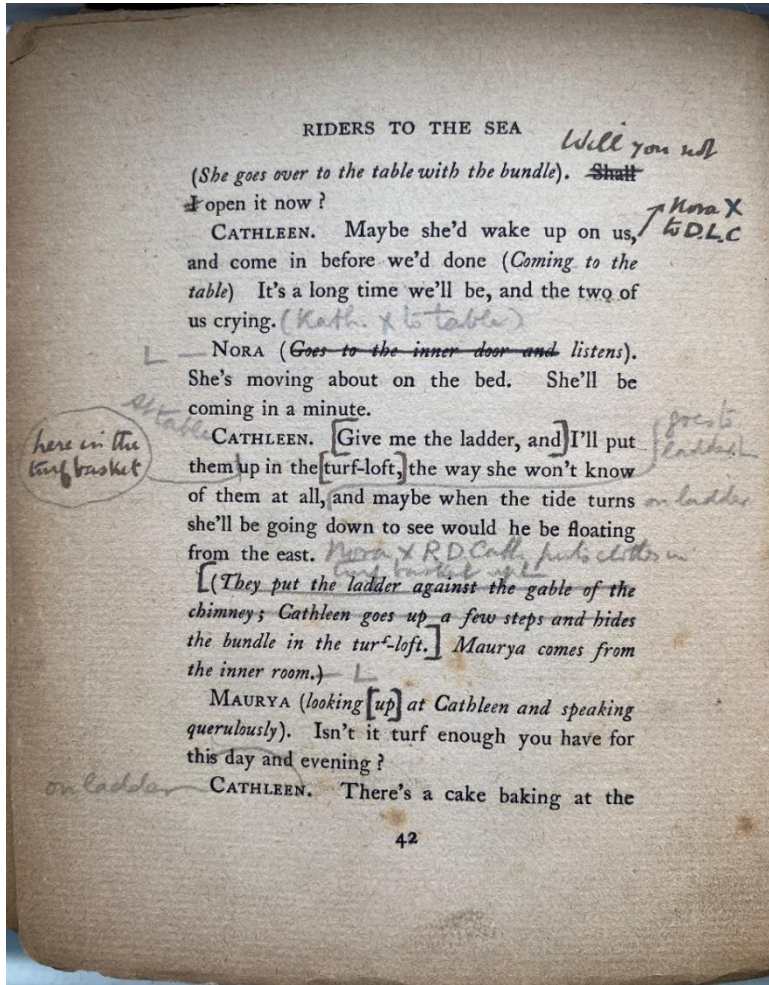 RIDERS TO THE SEA
Will you not
(She goes over to the table with the bundle). Shall
I open it now ?
Nora X
to D.L.C
CATHLEEN. Maybe she'd wake up on us,
and come in before we'd done (Coming to the
table) It's a long time we'll be, and the two of
us crying. (Kath. X to table)
L — NORA (Goes to the inner door and listens).
She's moving about on the bed. She'll be
coming in a minute.
at table
CATHLEEN. [Give me the ladder, and] I'll put
goes to
ladder
here in the
turf basket
them up in the [turf-loft,] the way she won't know
of them at all, and maybe when the tide turns
on ladder
she'll be going down to see would he be floating
from the east. Nora X R.D. Cath. puts clothes in
turf basket up L
[(They put the ladder against the gable of the
chimney; Cathleen goes up a few steps and hides
the bundle in the turf-loft.] Maurya comes from
the inner room.) — L
MAURYA (looking [up] at Cathleen and speaking
querulously). Isn't it turf enough you have for
this day and evening ?
on ladder
CATHLEEN. There's a cake baking at the
42